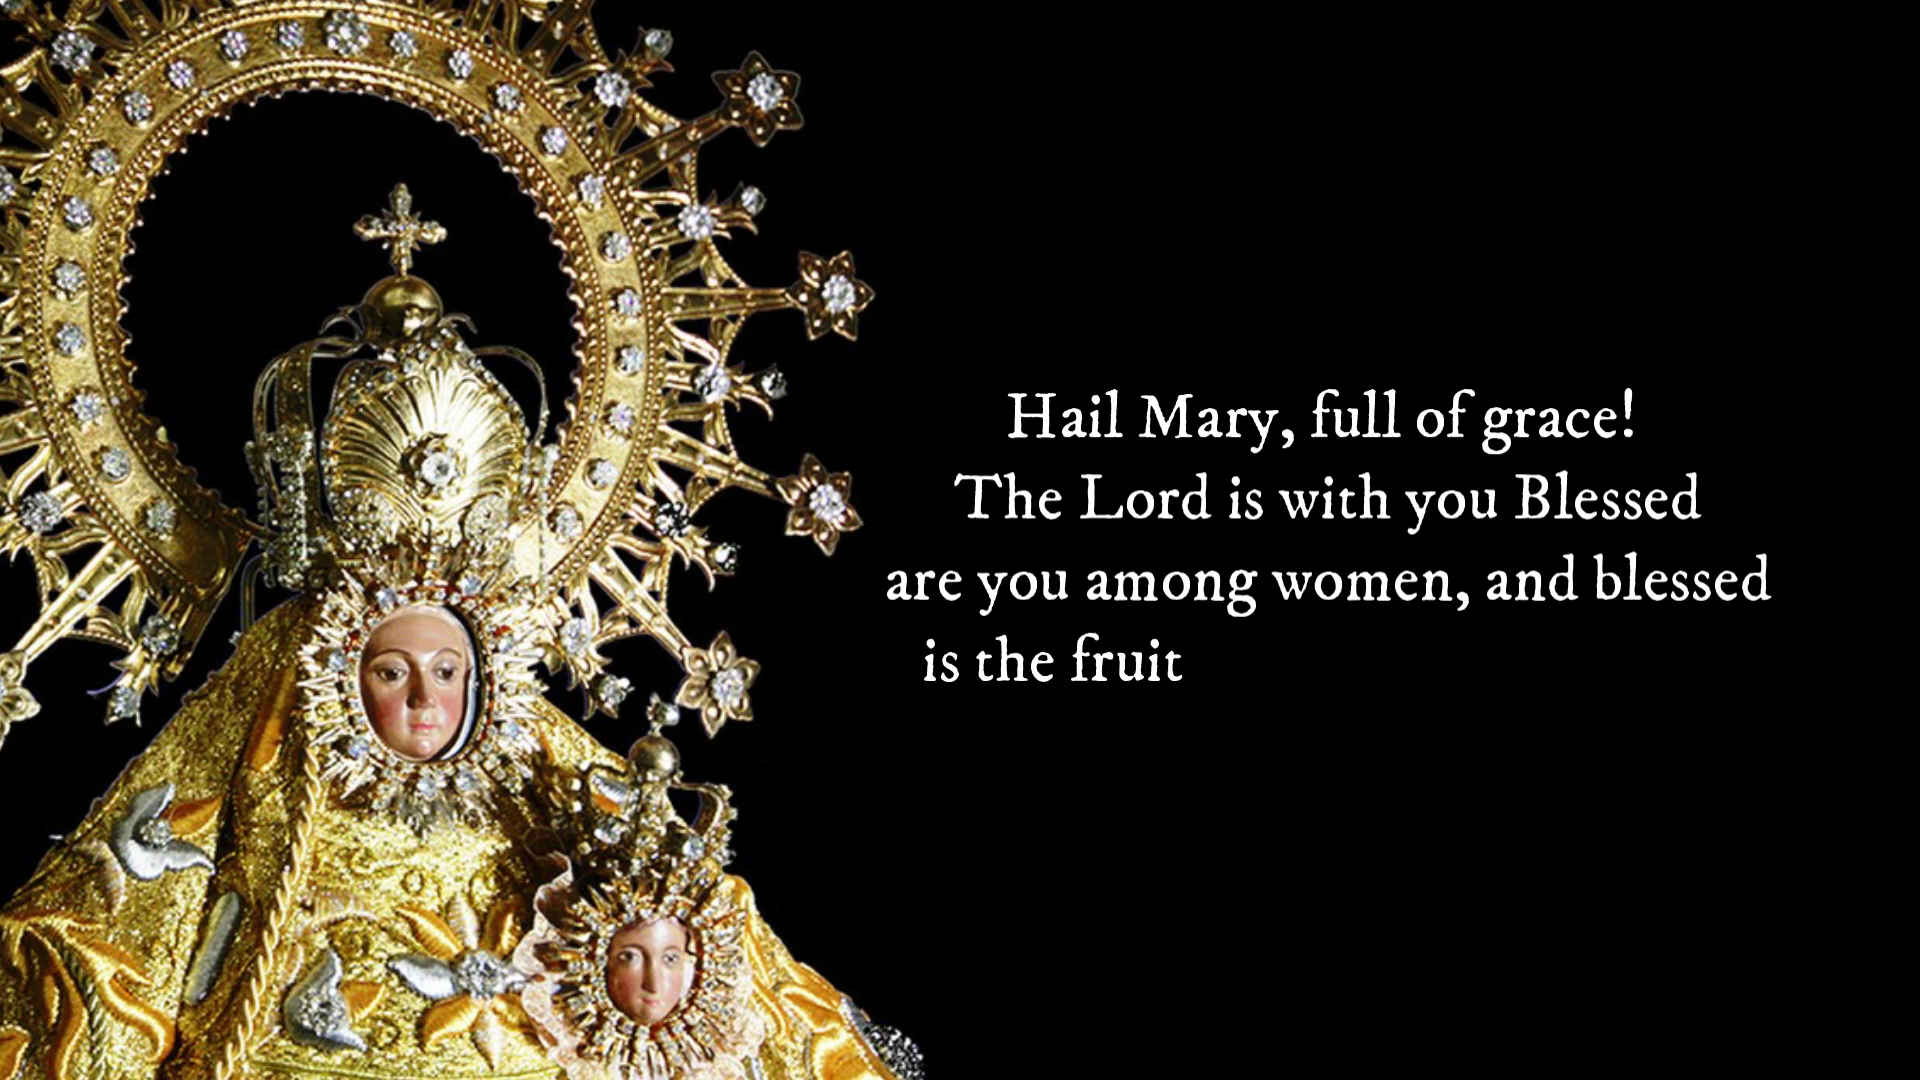 Hail Mary, full of grace!
The Lord is with you Blessed
are you among women, and blessed
is the fruit